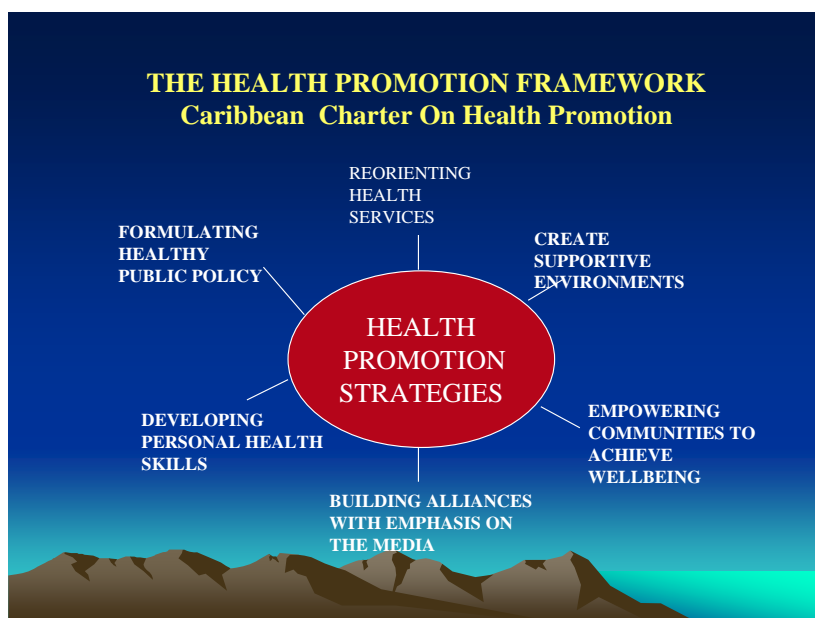 THE HEALTH PROMOTION FRAMEWORK
Caribbean Charter On Health Promotion
REORIENTING
HEALTH
SERVICES
FORMULATING
HEALTHY
PUBLIC POLICY
CREATE
SUPPORTIVE
ENVIRONMENTS
HEALTH
PROMOTION
STRATEGIES
DEVELOPING
PERSONAL HEALTH
SKILLS
EMPOWERING
COMMUNITIES TO
ACHIEVE
WELLBEING
BUILDING ALLIANCES
WITH EMPHASIS ON
THE MEDIA